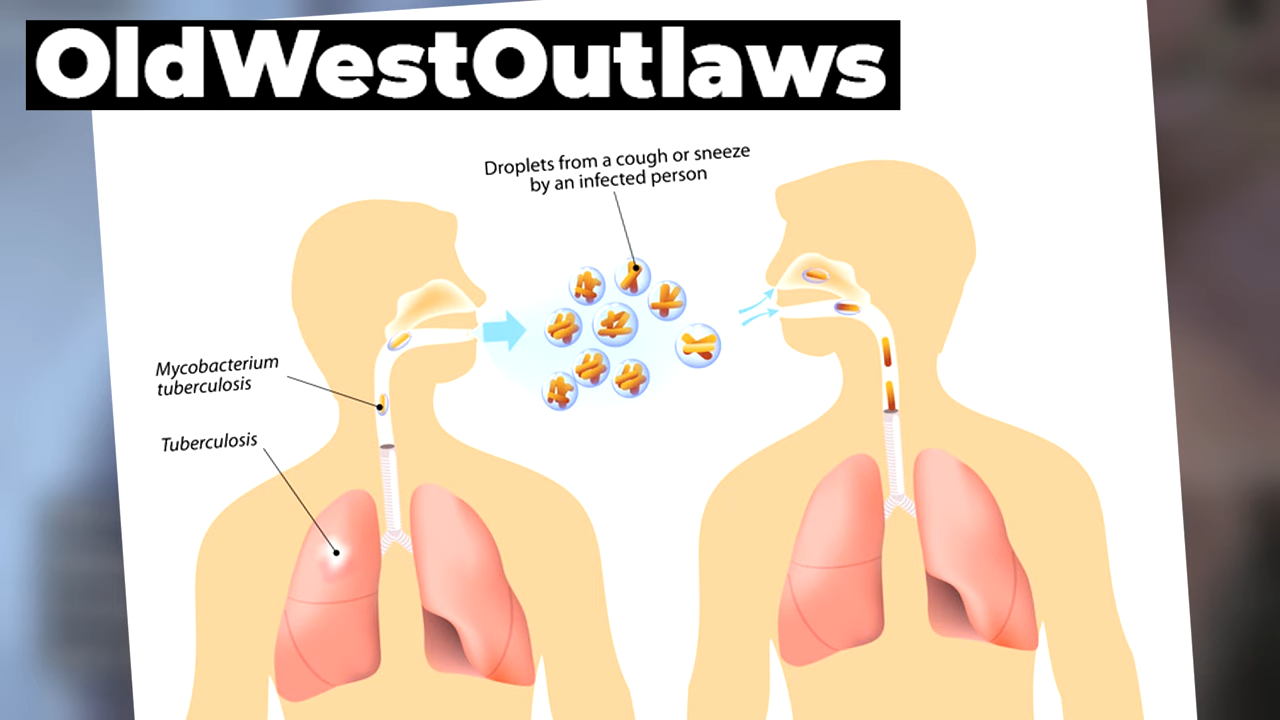 OldWestOutlaws
Droplets from a cough or sneeze
by an infected person
Mycobacterium
tuberculosis
Tuberculosis